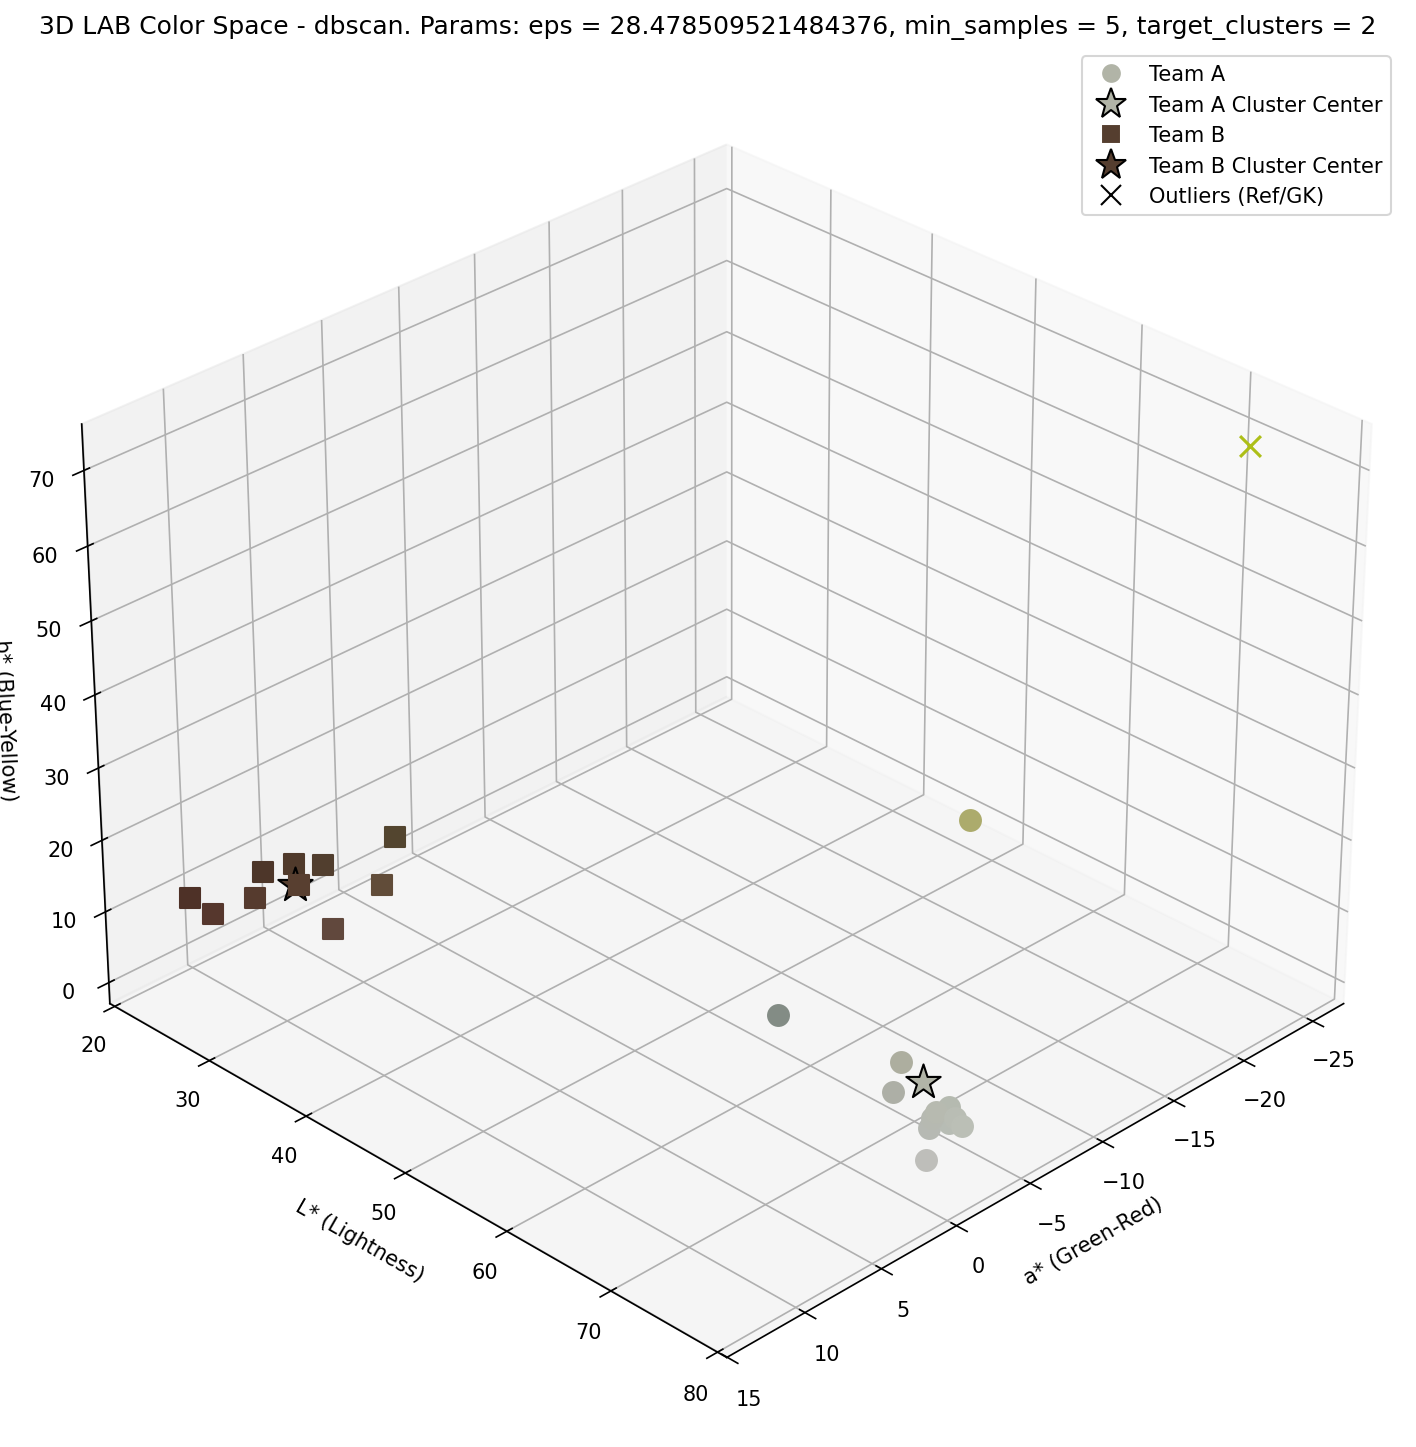 3D LAB Color Space - dbscan. Params: eps = 28.478509521484376, min_samples = 5, target_clusters = 2
Team A
Team A Cluster Center
Team B
Team B Cluster Center
Outliers (Ref/GK)
70
60
50
40
30
20
10
0
b* (Blue-Yellow)
20
30
40
50
60
70
80
L* (Lightness)
15
10
5
0
−5
−10
−15
−20
−25
a* (Green-Red)